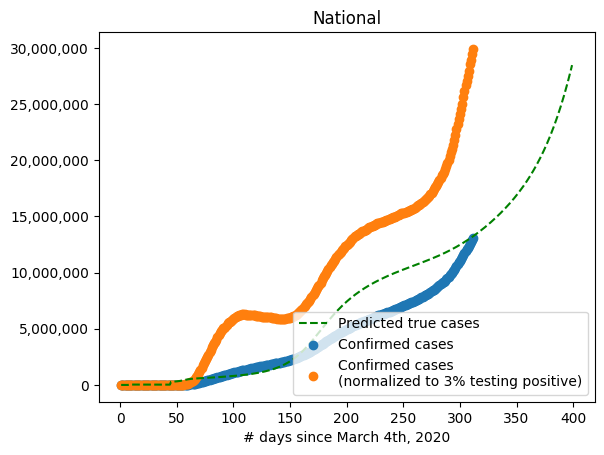 National
30,000,000
25,000,000
20,000,000
15,000,000
10,000,000
5,000,000
0
Predicted true cases
Confirmed cases
Confirmed cases
(normalized to 3% testing positive)
0 50 100 150 200 250 300 350 400
# days since March 4th, 2020